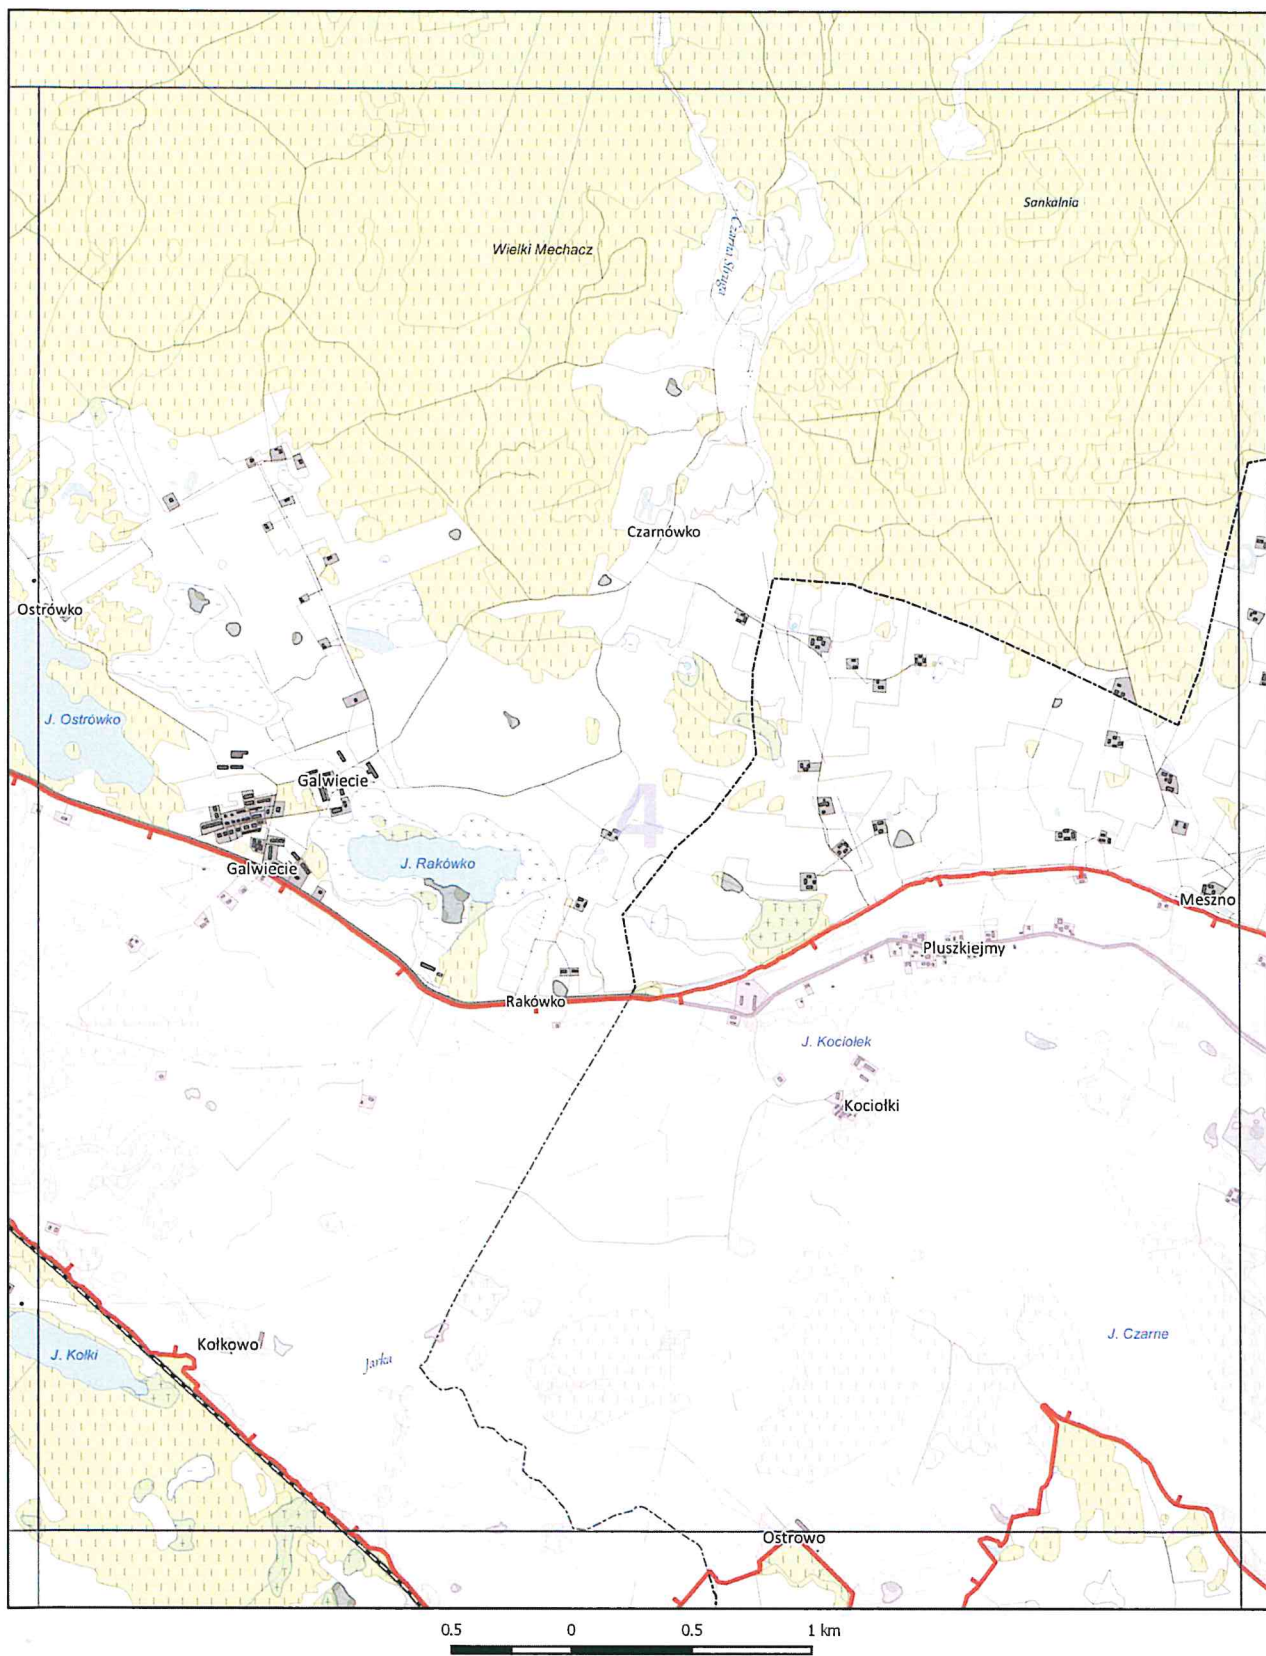 Sankalnia
Wielki Mechacz
Czarna Struga
Czarnówko
Ostrówko
J. Ostrówko
Galwiecie
4
J. Rakówko
Galwiecie
Meszno
Pluszkiejmy
Rakówko
J. Kociołek
Kociołki
J. Czarne
Kołkowo
J. Kołki
Jarka
Ostrowo
0.5 0 0.5 1 km